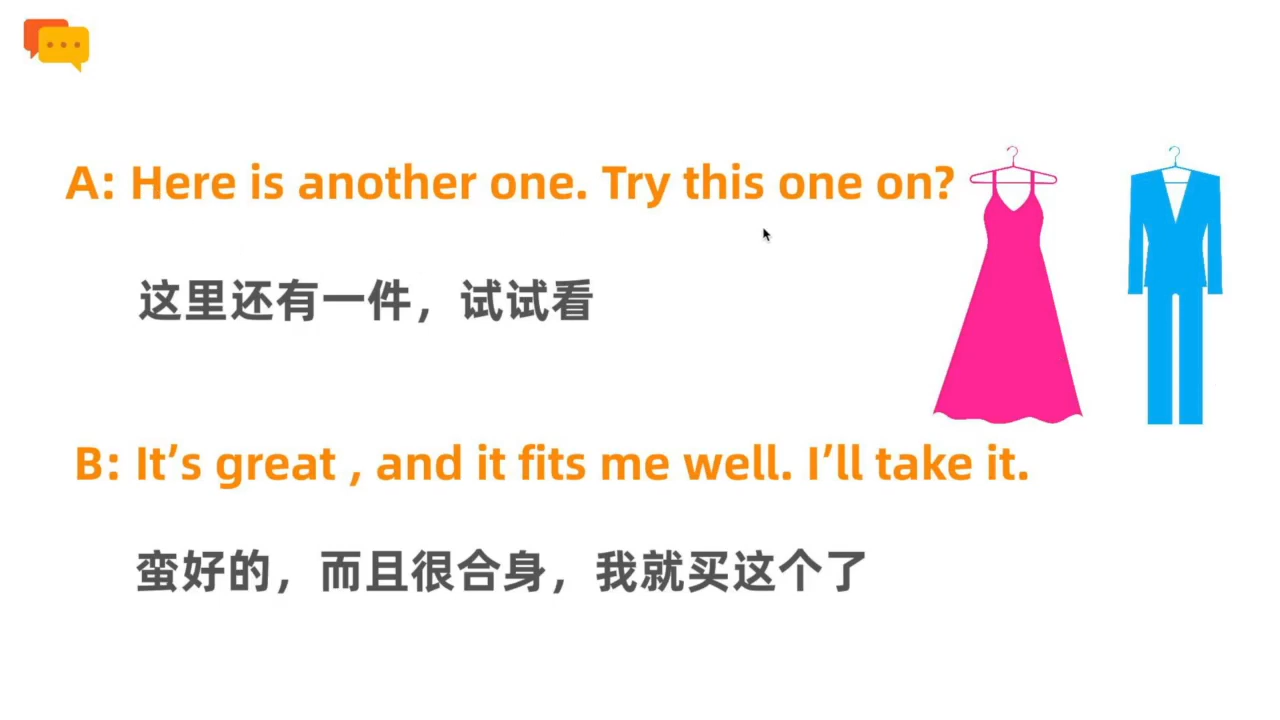 A: Here is another one. Try this one on?
这里还有一件，试试看
B: It’s great , and it fits me well. I’ll take it.
蛮好的，而且很合身，我就买这个了